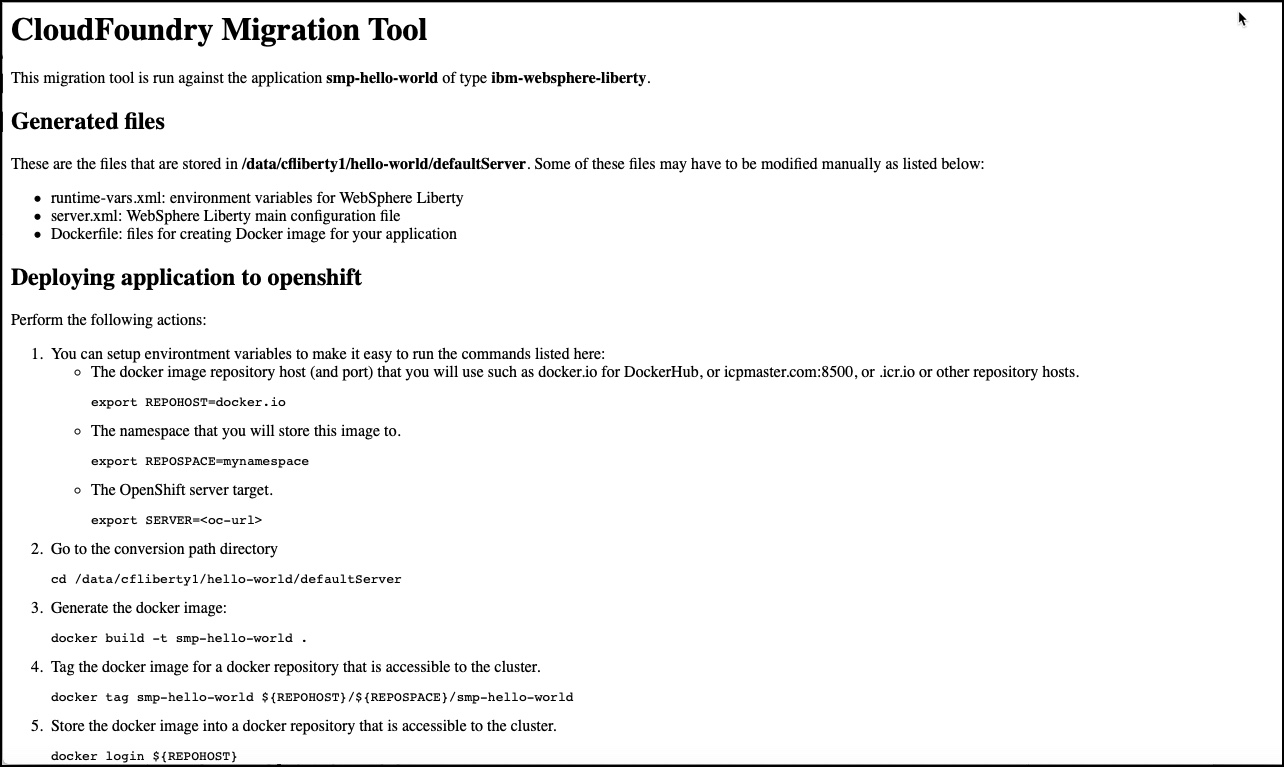 CloudFoundry Migration Tool
This migration tool is run against the application smp-hello-world of type ibm-websphere-liberty.
Generated files
These are the files that are stored in /data/cfliberty1/hello-world/defaultServer. Some of these files may have to be modified manually as listed below:
• runtime-vars.xml: environment variables for WebSphere Liberty
• server.xml: WebSphere Liberty main configuration file
• Dockerfile: files for creating Docker image for your application
Deploying application to openshift
Perform the following actions:
1. You can setup environtment variables to make it easy to run the commands listed here:
◦ The docker image repository host (and port) that you will use such as docker.io for DockerHub, or icpmaster.com:8500, or .icr.io or other repository hosts.
export REPOHOST=docker.io
◦ The namespace that you will store this image to.
export REPOSPACE=mynamespace
◦ The OpenShift server target.
export SERVER=<oc-url>
2. Go to the conversion path directory
cd /data/cfliberty1/hello-world/defaultServer
3. Generate the docker image:
docker build -t smp-hello-world .
4. Tag the docker image for a docker repository that is accessible to the cluster.
docker tag smp-hello-world ${REPOHOST}/${REPOSPACE}/smp-hello-world
5. Store the docker image into a docker repository that is accessible to the cluster.
docker login ${REPOHOST}